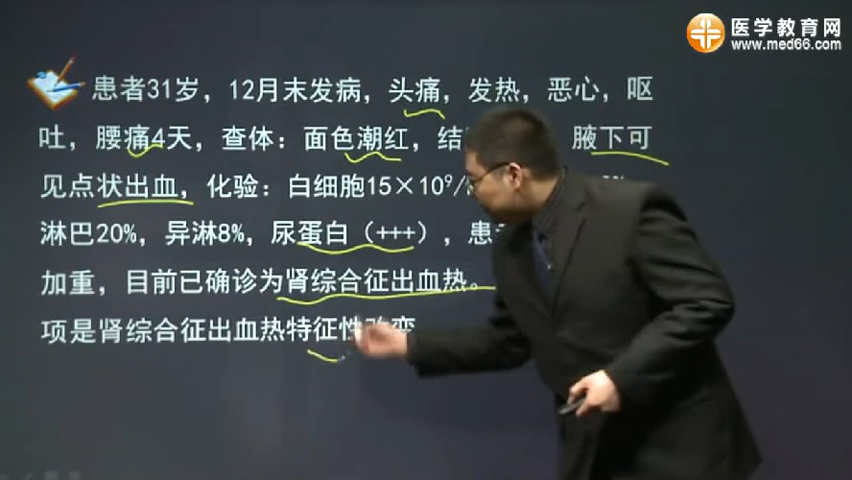 医学教育网
www.med66.com
患者31岁，12月末发病，头痛，发热，恶心，呕
吐，腰痛4天，查体：面色潮红，结 腋下可
见点状出血，化验：白细胞15×10⁹/
淋巴20%，异淋8%，尿蛋白（+++），患
加重，目前已确诊为肾综合征出血热。
项是肾综合征出血热特征性改变